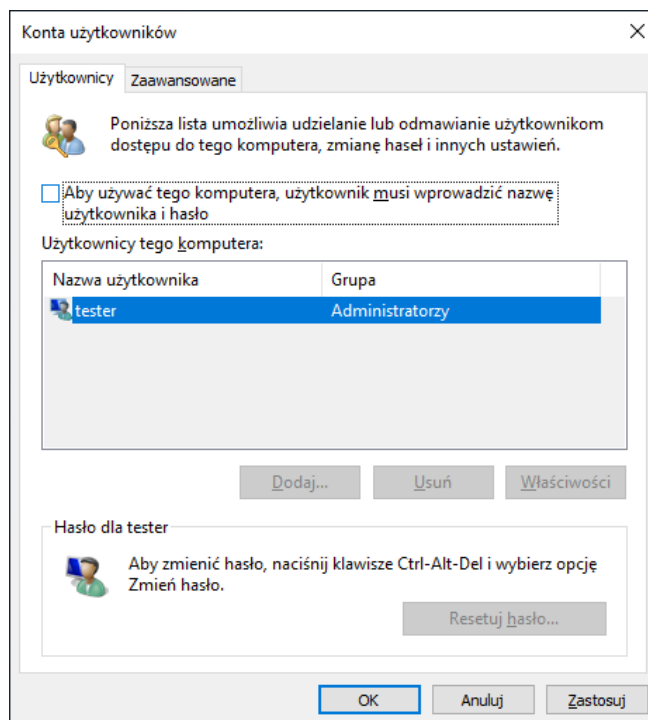 Konta użytkowników
Użytkownicy
Zaawansowane
Poniższa lista umożliwia udzielanie lub odmawianie użytkownikom
dostępu do tego komputera, zmianę haseł i innych ustawień.
Aby używać tego komputera, użytkownik musi wprowadzić nazwę
użytkownika i hasło
Użytkownicy tego komputera:
Nazwa użytkownika Grupa
tester Administratorzy
Dodaj... Usuń Właściwości
Hasło dla tester
Aby zmienić hasło, naciśnij klawisze Ctrl-Alt-Del i wybierz opcję
Zmień hasło.
Resetuj hasło...
OK Anuluj Zastosuj